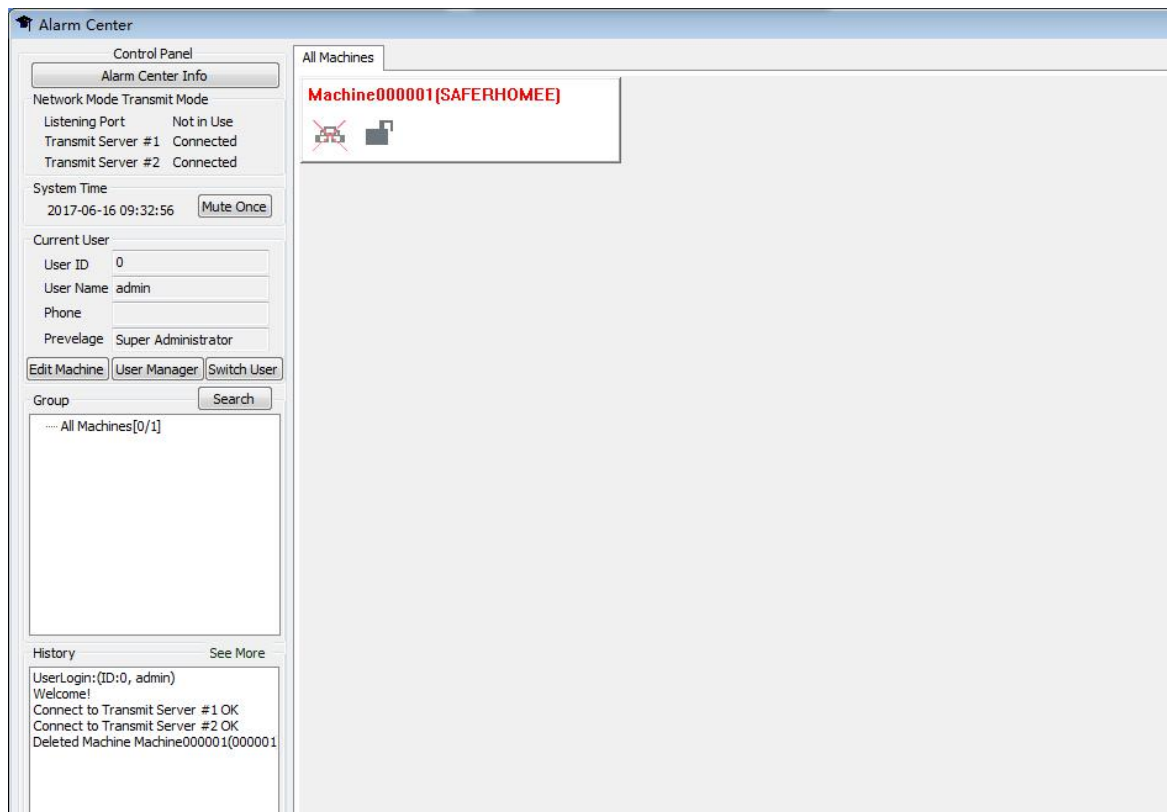 Alarm Center
Control Panel
Alarm Center Info
Network Mode Transmit Mode
Listening Port Not in Use
Transmit Server #1 Connected
Transmit Server #2 Connected
System Time
2017-06-16 09:32:56 Mute Once
Current User
User ID 0
User Name admin
Phone
Prevelage Super Administrator
Edit Machine User Manager Switch User
Group Search
All Machines[0/1]
History See More
UserLogin:(ID:0, admin)
Welcome!
Connect to Transmit Server #1 OK
Connect to Transmit Server #2 OK
Deleted Machine Machine000001(000001
All Machines
Machine000001(SAFERHOMEE)